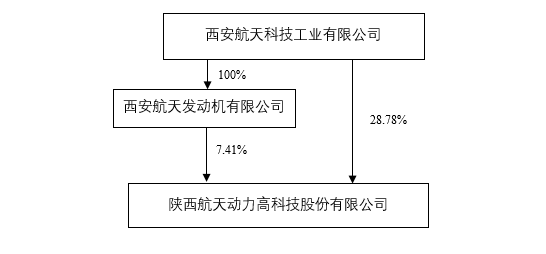 西安航天科技工业有限公司
100%
西安航天发动机有限公司
28.78%
7.41%
陕西航天动力高科技股份有限公司